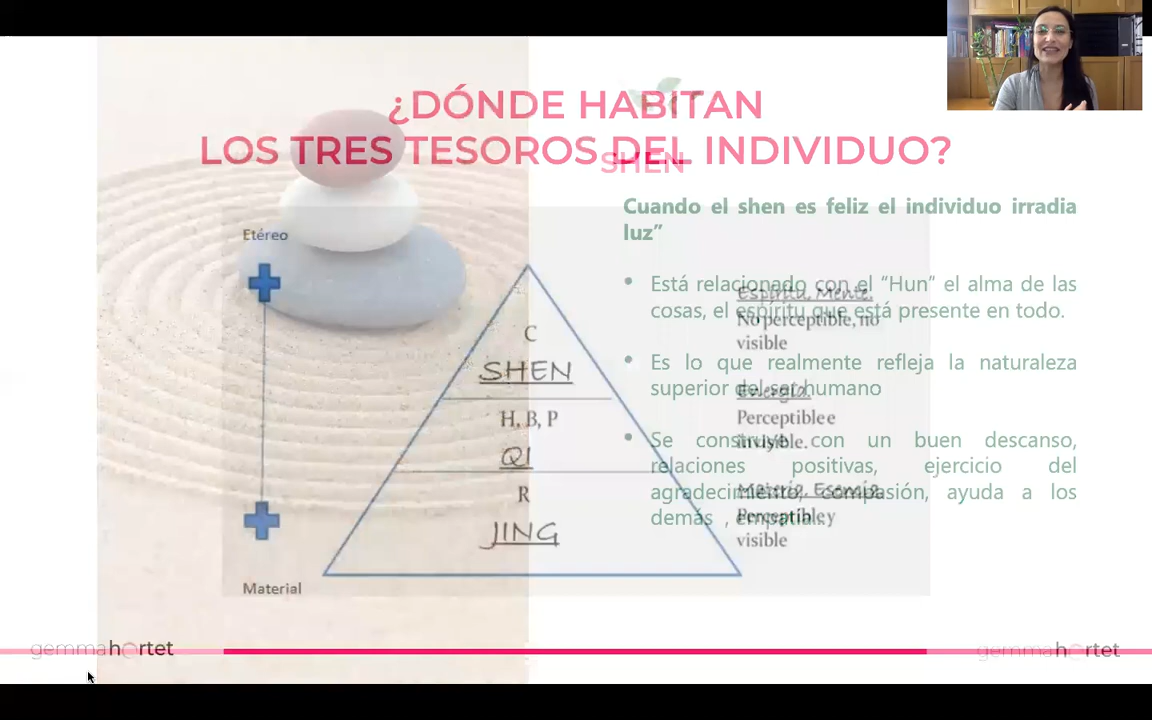 ¿DÓNDE HABITAN
LOS TRES TESOROS DEL INDIVIDUO?
SHEN
Cuando el shen es feliz el individuo irradia
luz”
• Está relacionado con el “Hun” el alma de las
cosas, el espíritu que está presente en todo.
• Es lo que realmente refleja la naturaleza
superior del ser humano
• Se construye con un buen descanso,
relaciones positivas, ejercicio del
agradecimiento, compasión, ayuda a los
demás , empatía..
Etéreo
Material
C
SHEN
H, B, P
QI
R
JING
Espíritu, Mente.
No perceptible, no
visible
Energía.
Perceptible e
invisible.
Materia, Esencia
Perceptible y
visible
gemmahortet
gemmahortet